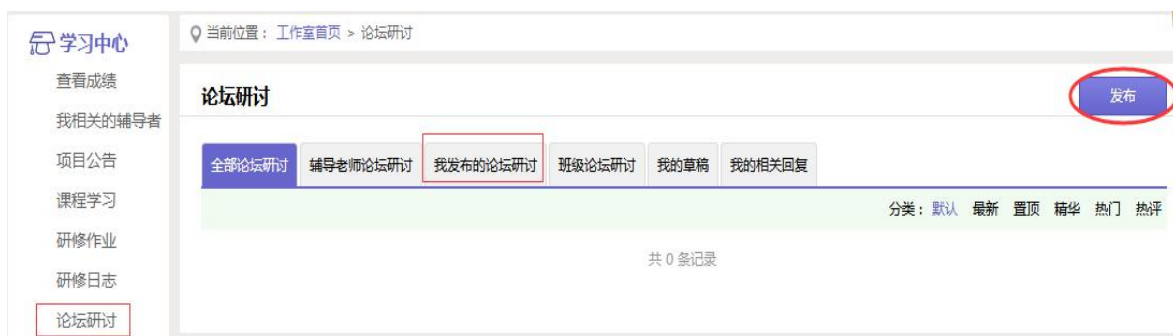 学习中心
查看成绩
我相关的辅导者
项目公告
课程学习
研修作业
研修日志
论坛研讨
当前位置： 工作室首页 > 论坛研讨
论坛研讨
发布
全部论坛研讨 辅导老师论坛研讨 我发布的论坛研讨 班级论坛研讨 我的草稿 我的相关回复
分类： 默认 最新 置顶 精华 热门 热评
共 0 条记录